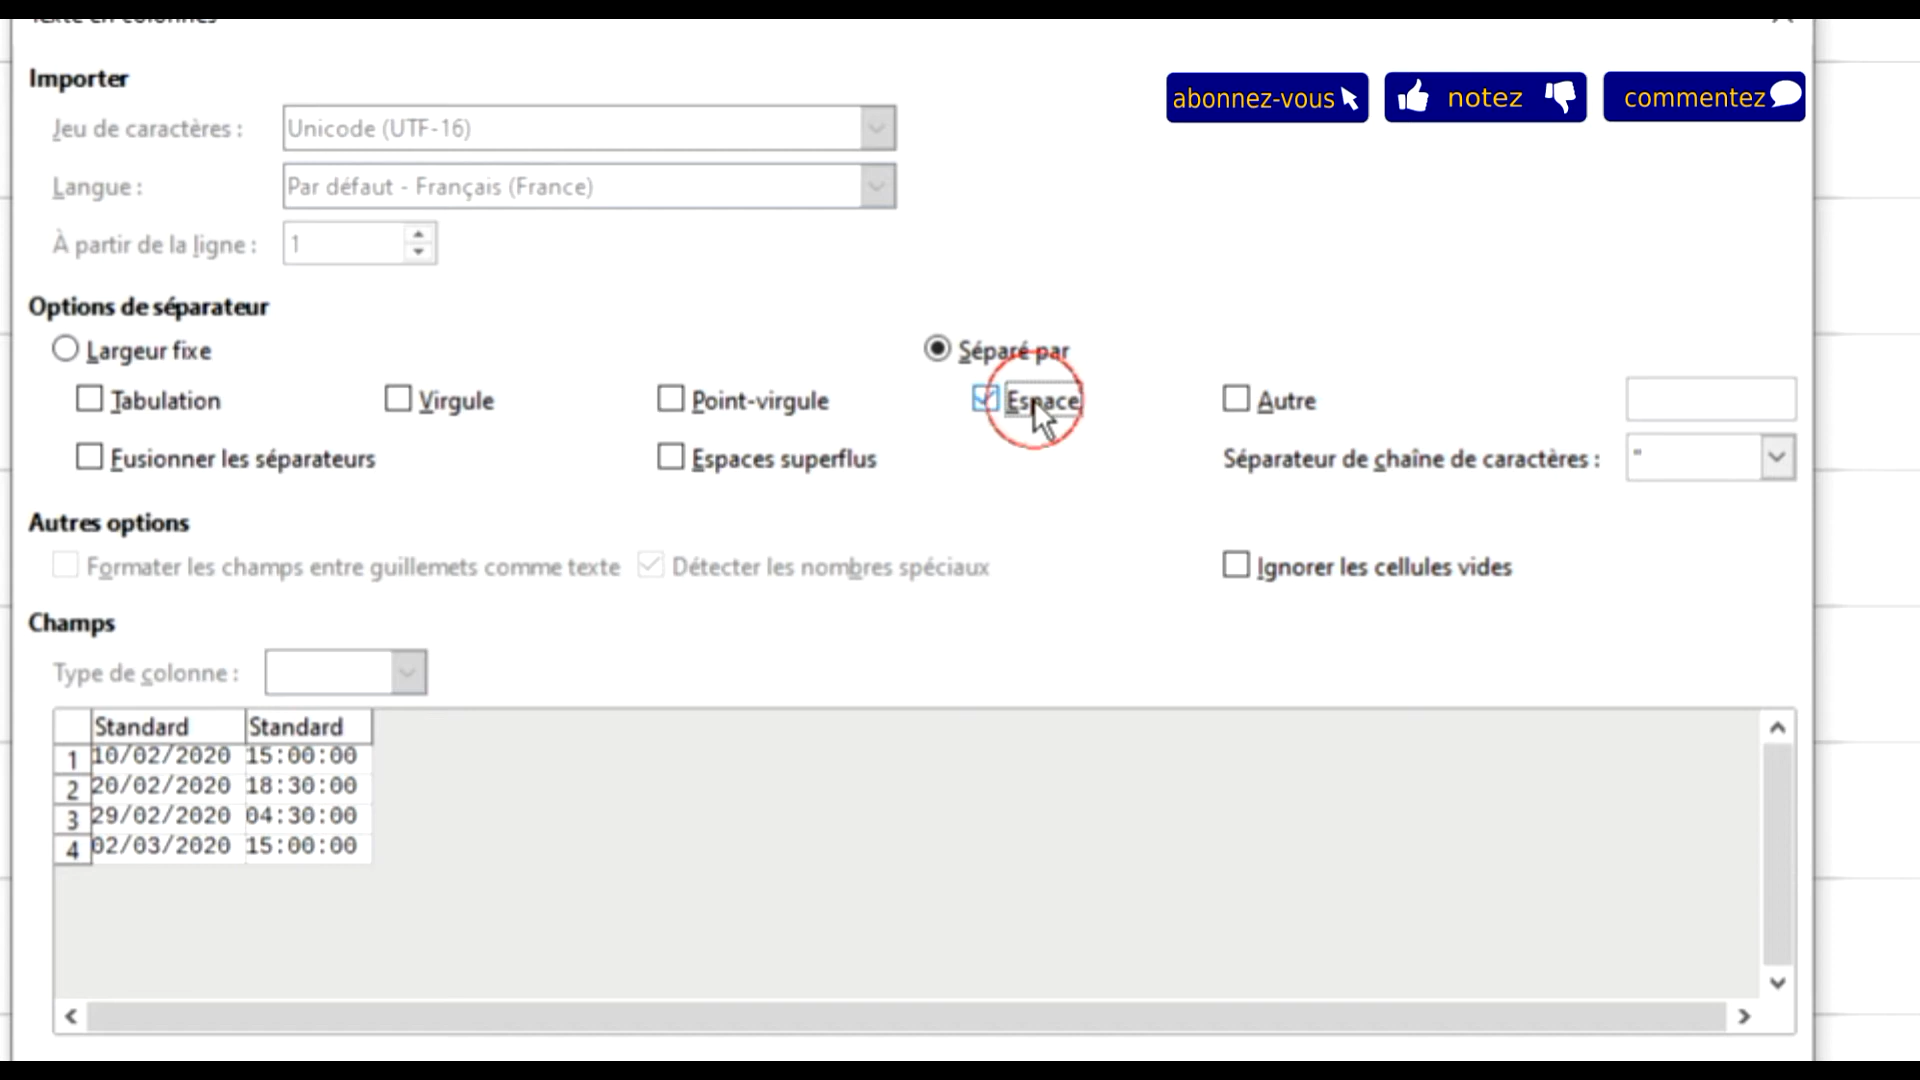 Texte en colonnes
Importer
abonnez-vous notez commentez
Jeu de caractères : Unicode (UTF-16)
Langue : Par défaut - Français (France)
À partir de la ligne : 1
Options de séparateur
Largeur fixe Séparé par
Tabulation Virgule Point-virgule Espace Autre
Fusionner les séparateurs Espaces superflus Séparateur de chaîne de caractères : "
Autres options
Formater les champs entre guillemets comme texte Détecter les nombres spéciaux Ignorer les cellules vides
Champs
Type de colonne :
Standard Standard
1 10/02/2020 15:00:00
2 20/02/2020 18:30:00
3 29/02/2020 04:30:00
4 02/03/2020 15:00:00